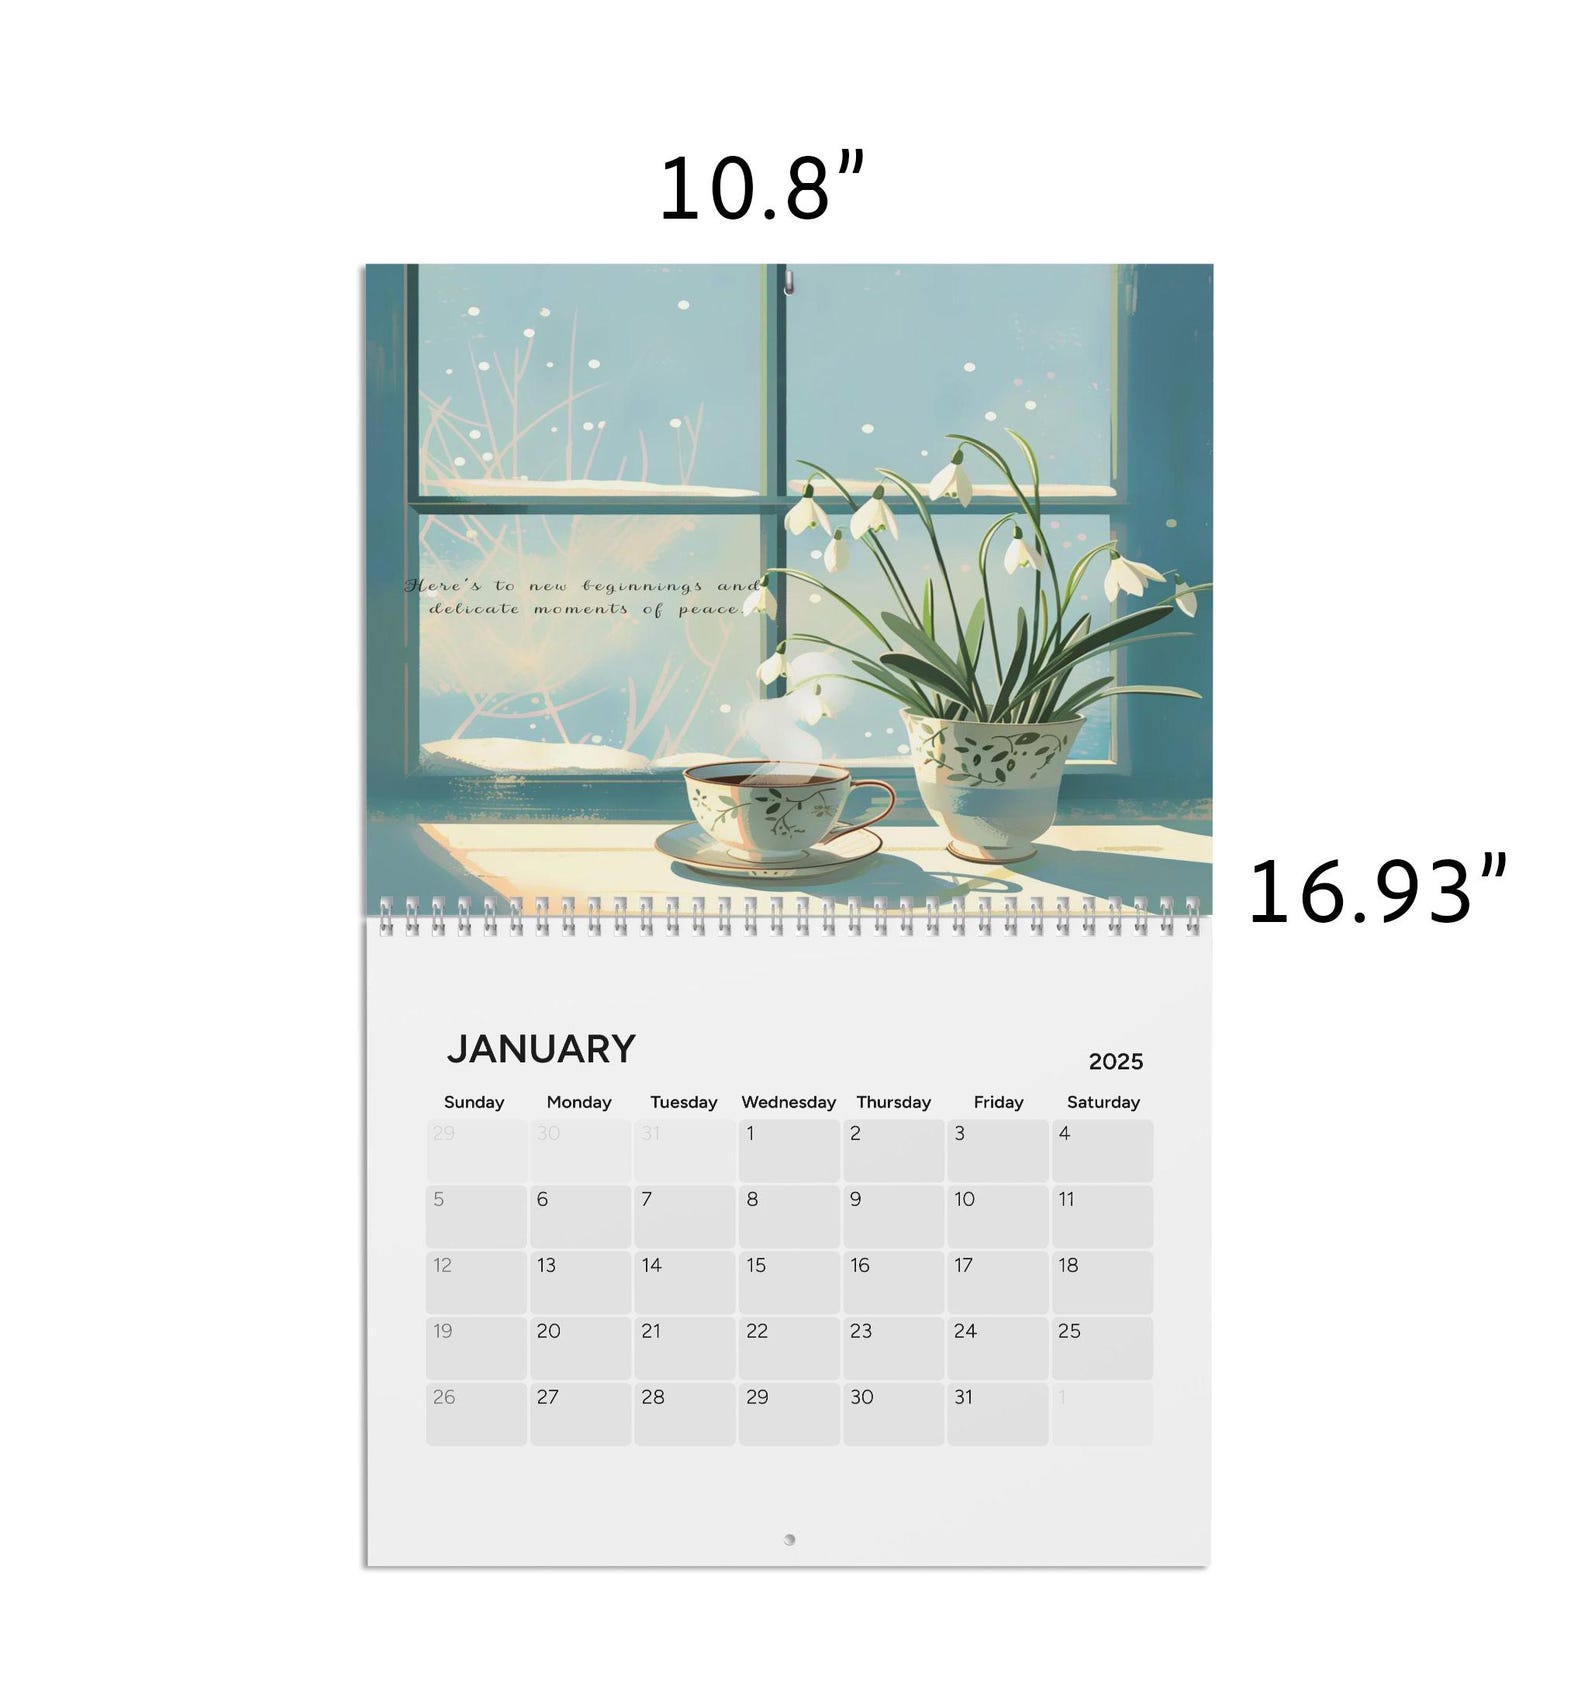 10.8”
Here's to new beginnings and
delicate moments of peace.
16.93”
JANUARY
2025
Sunday Monday Tuesday Wednesday Thursday Friday Saturday
29 30 31 1 2 3 4
5 6 7 8 9 10 11
12 13 14 15 16 17 18
19 20 21 22 23 24 25
26 27 28 29 30 31 1